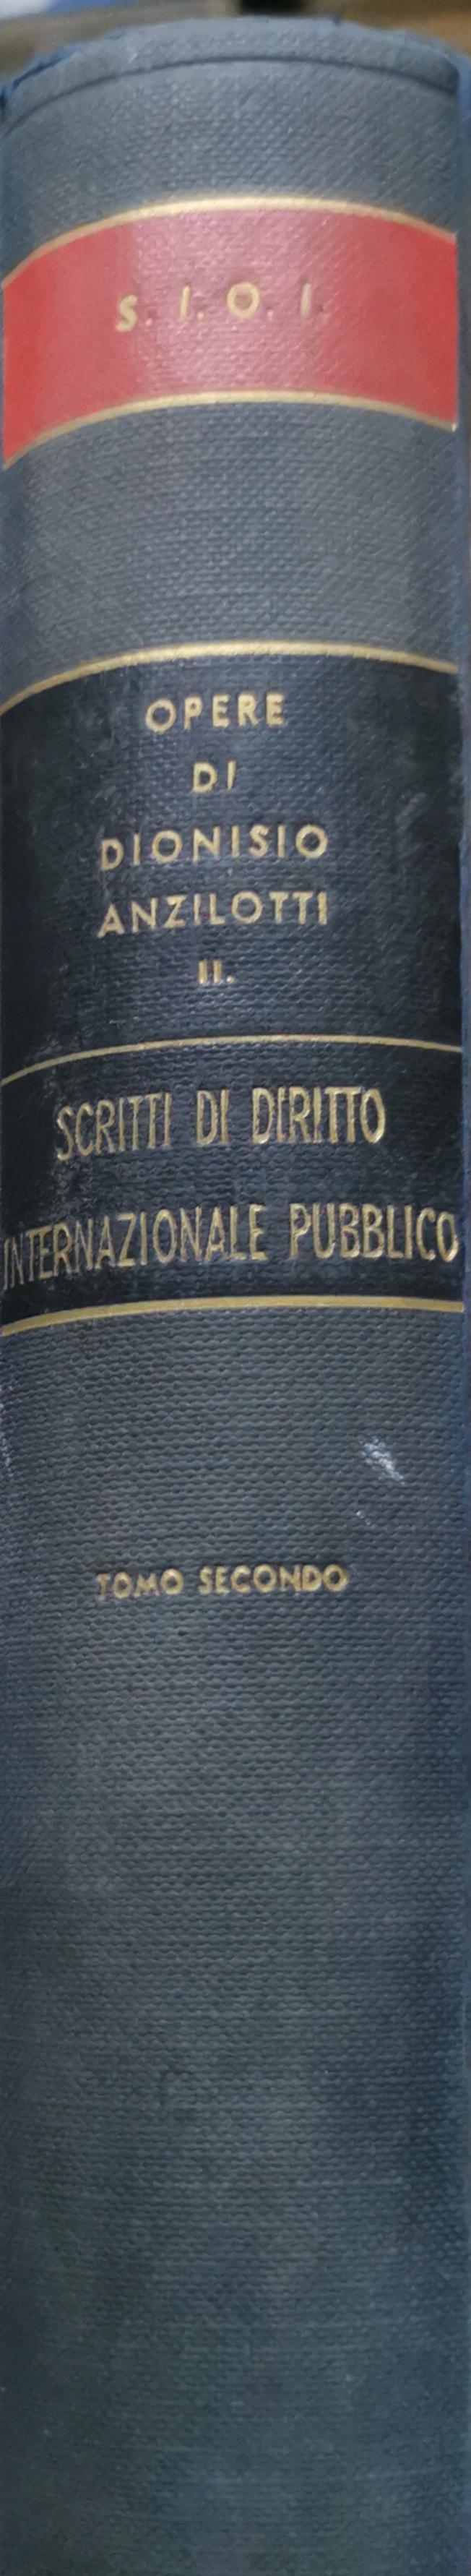 S. I. O. I.
OPERE
DI
DIONISIO
ANZILOTTI
II.
SCRITTI DI DIRITTO
INTERNAZIONALE PUBBLICO
TOMO SECONDO